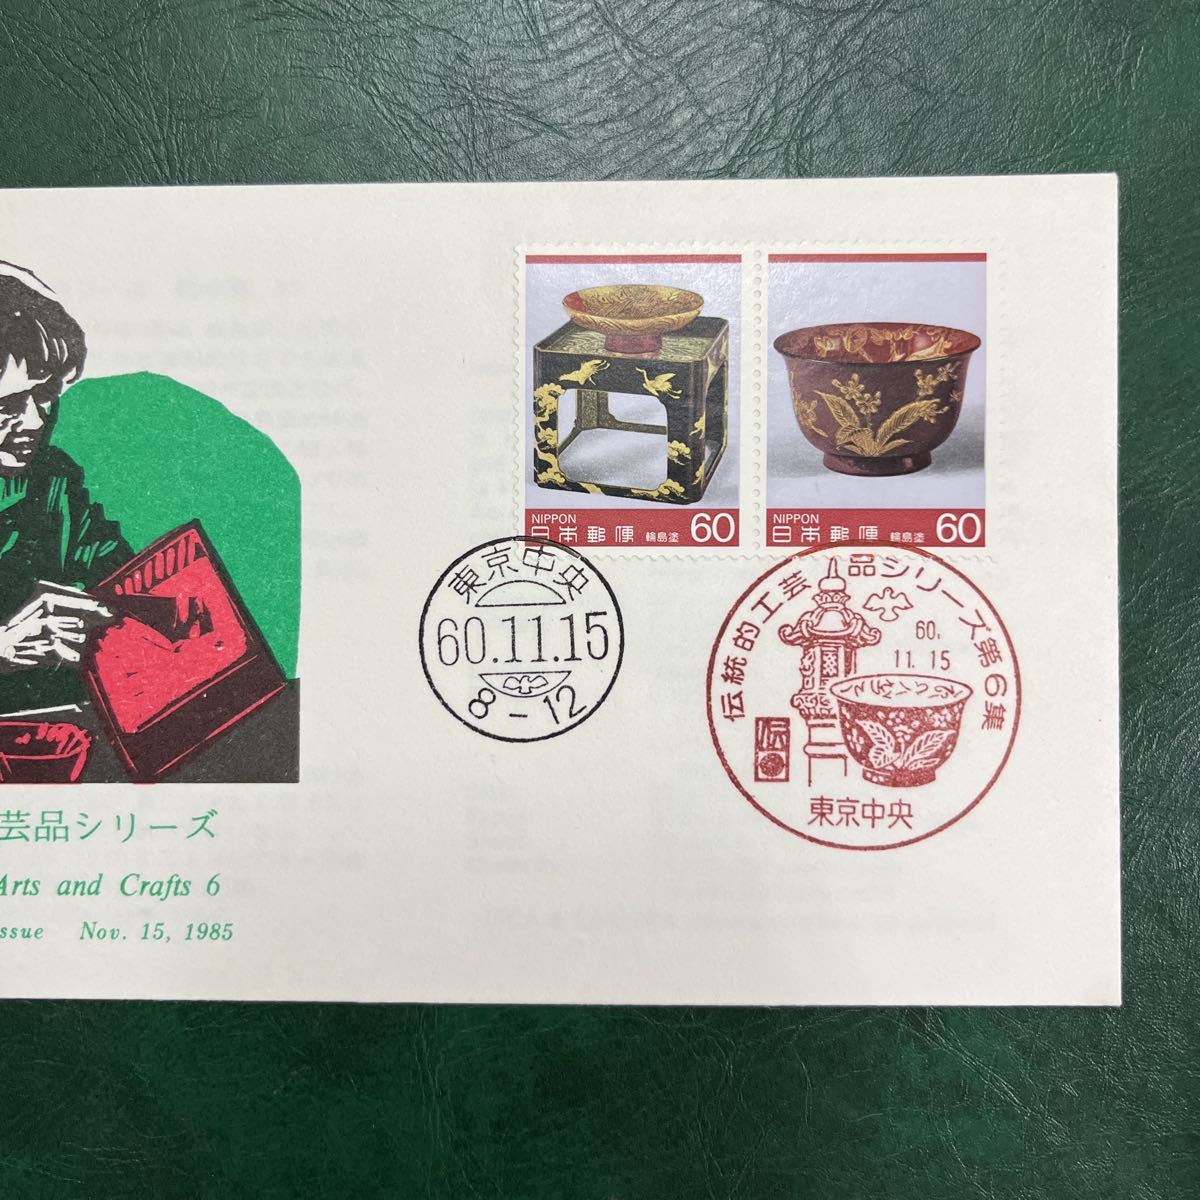 NIPPON
日本郵便 輪島塗 60
NIPPON
日本郵便 輪島塗 60
東京中央
60.11.15
8-12
伝統的工芸品シリーズ第6集
60.
11.15
伝
東京中央
芸品シリーズ
Arts and Crafts 6
ssue Nov. 15, 1985